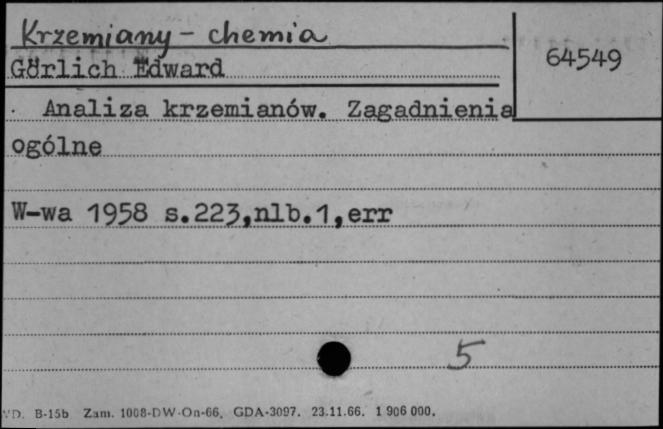 Krzemiany - chemia
64549
Görlich Edward
Analiza krzemianów. Zagadnienia
ogólne
W-wa 1958 s.223,nlb.1,err
5
D. B-15b Zam. 1008-DW-On-66. GDA-3097. 23.11.66. 1 906 000.